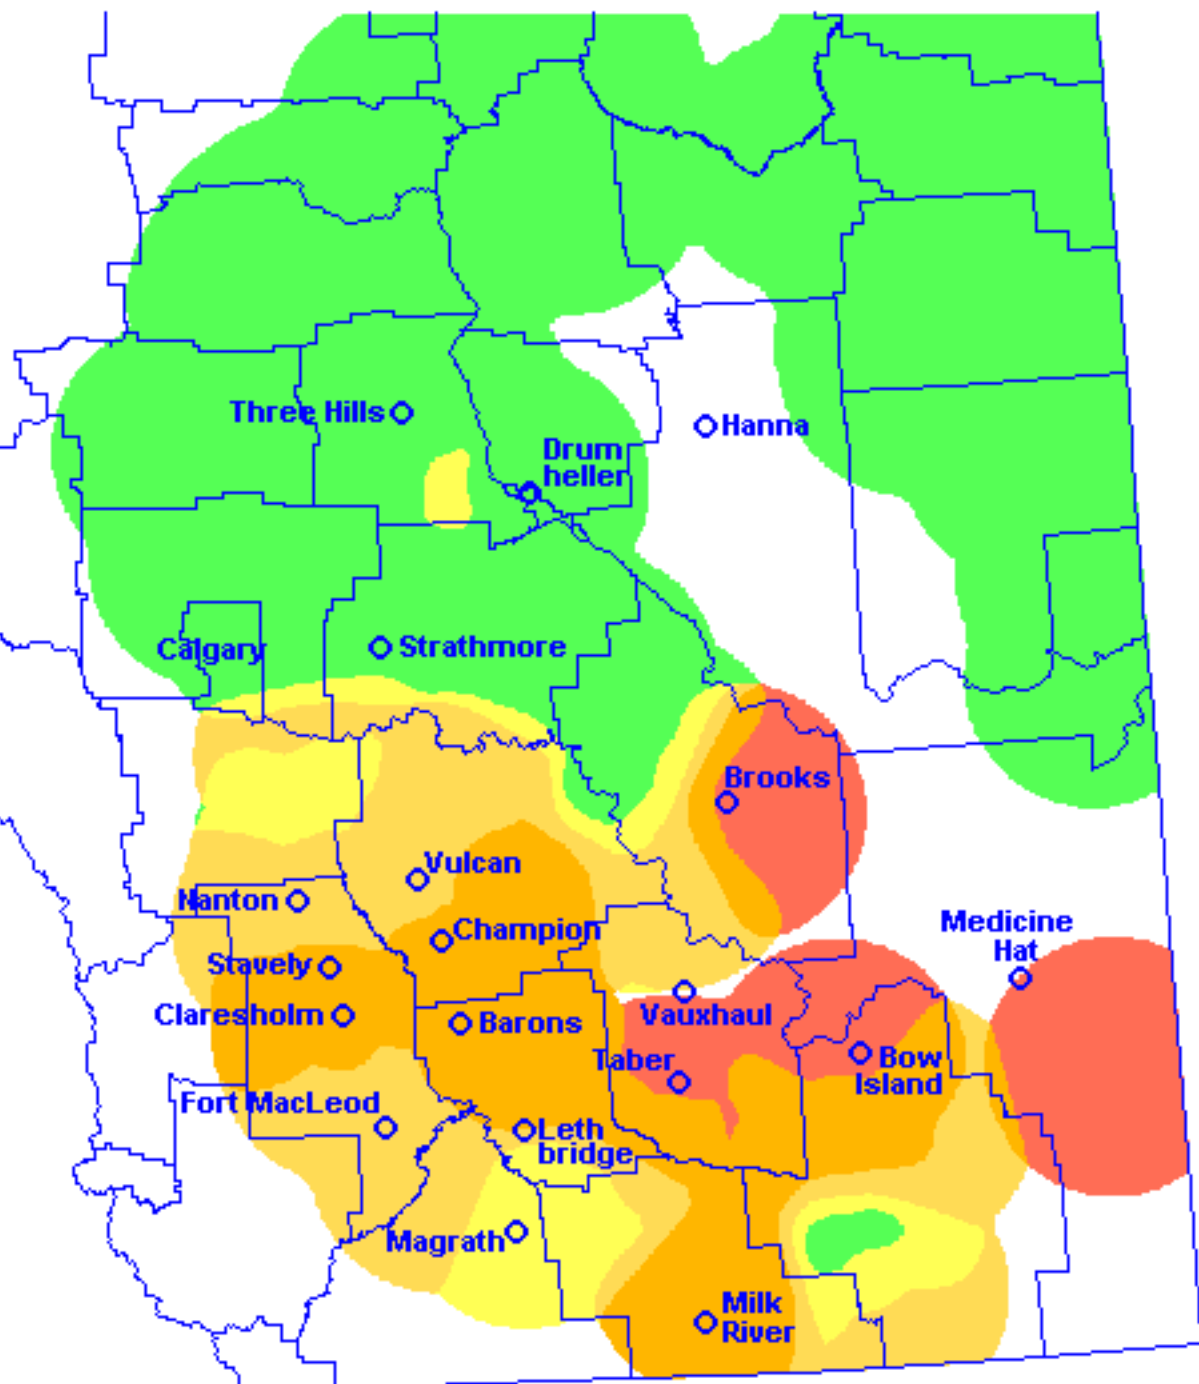 Three Hills
Hanna
Drum
heller
Calgary
Strathmore
Brooks
Vulcan
Nanton
Champion
Medicine
Hat
Stavely
Claresholm
Barons
Vauxhaul
Taber
Bow
Island
Fort MacLeod
Leth
bridge
Magrath
Milk
River